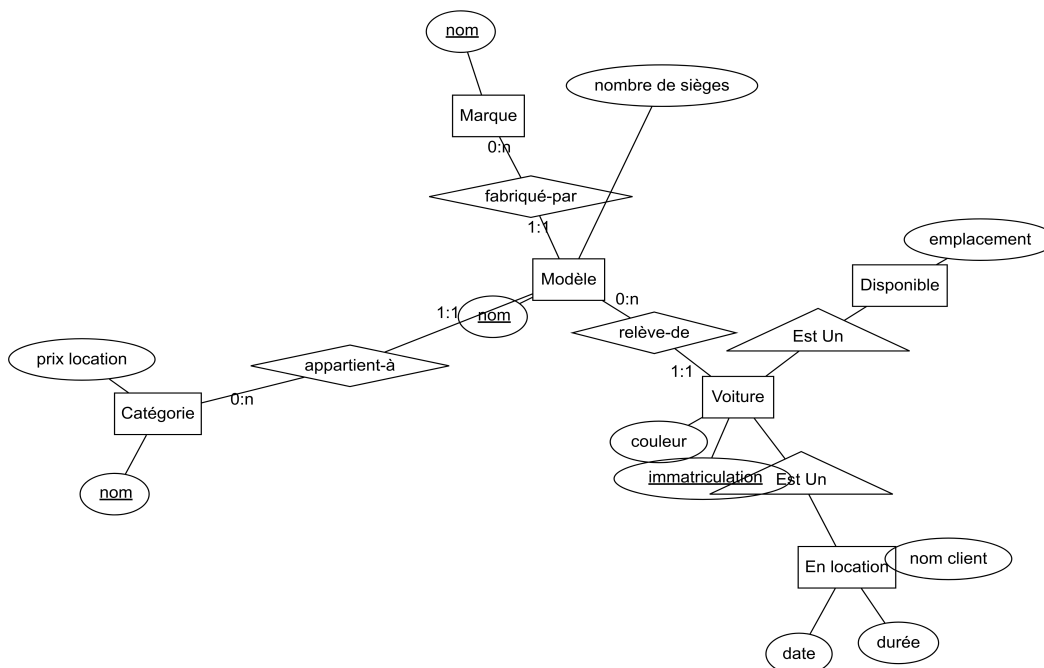 nom
nombre de sièges
Marque
0:n
fabriqué-par
1:1
emplacement
Modèle
Disponible
0:n
1:1
nom
relève-de
Est Un
prix location
appartient-à
1:1
0:n
Voiture
Catégorie
couleur
immatriculation
Est Un
nom
nom client
En location
durée
date